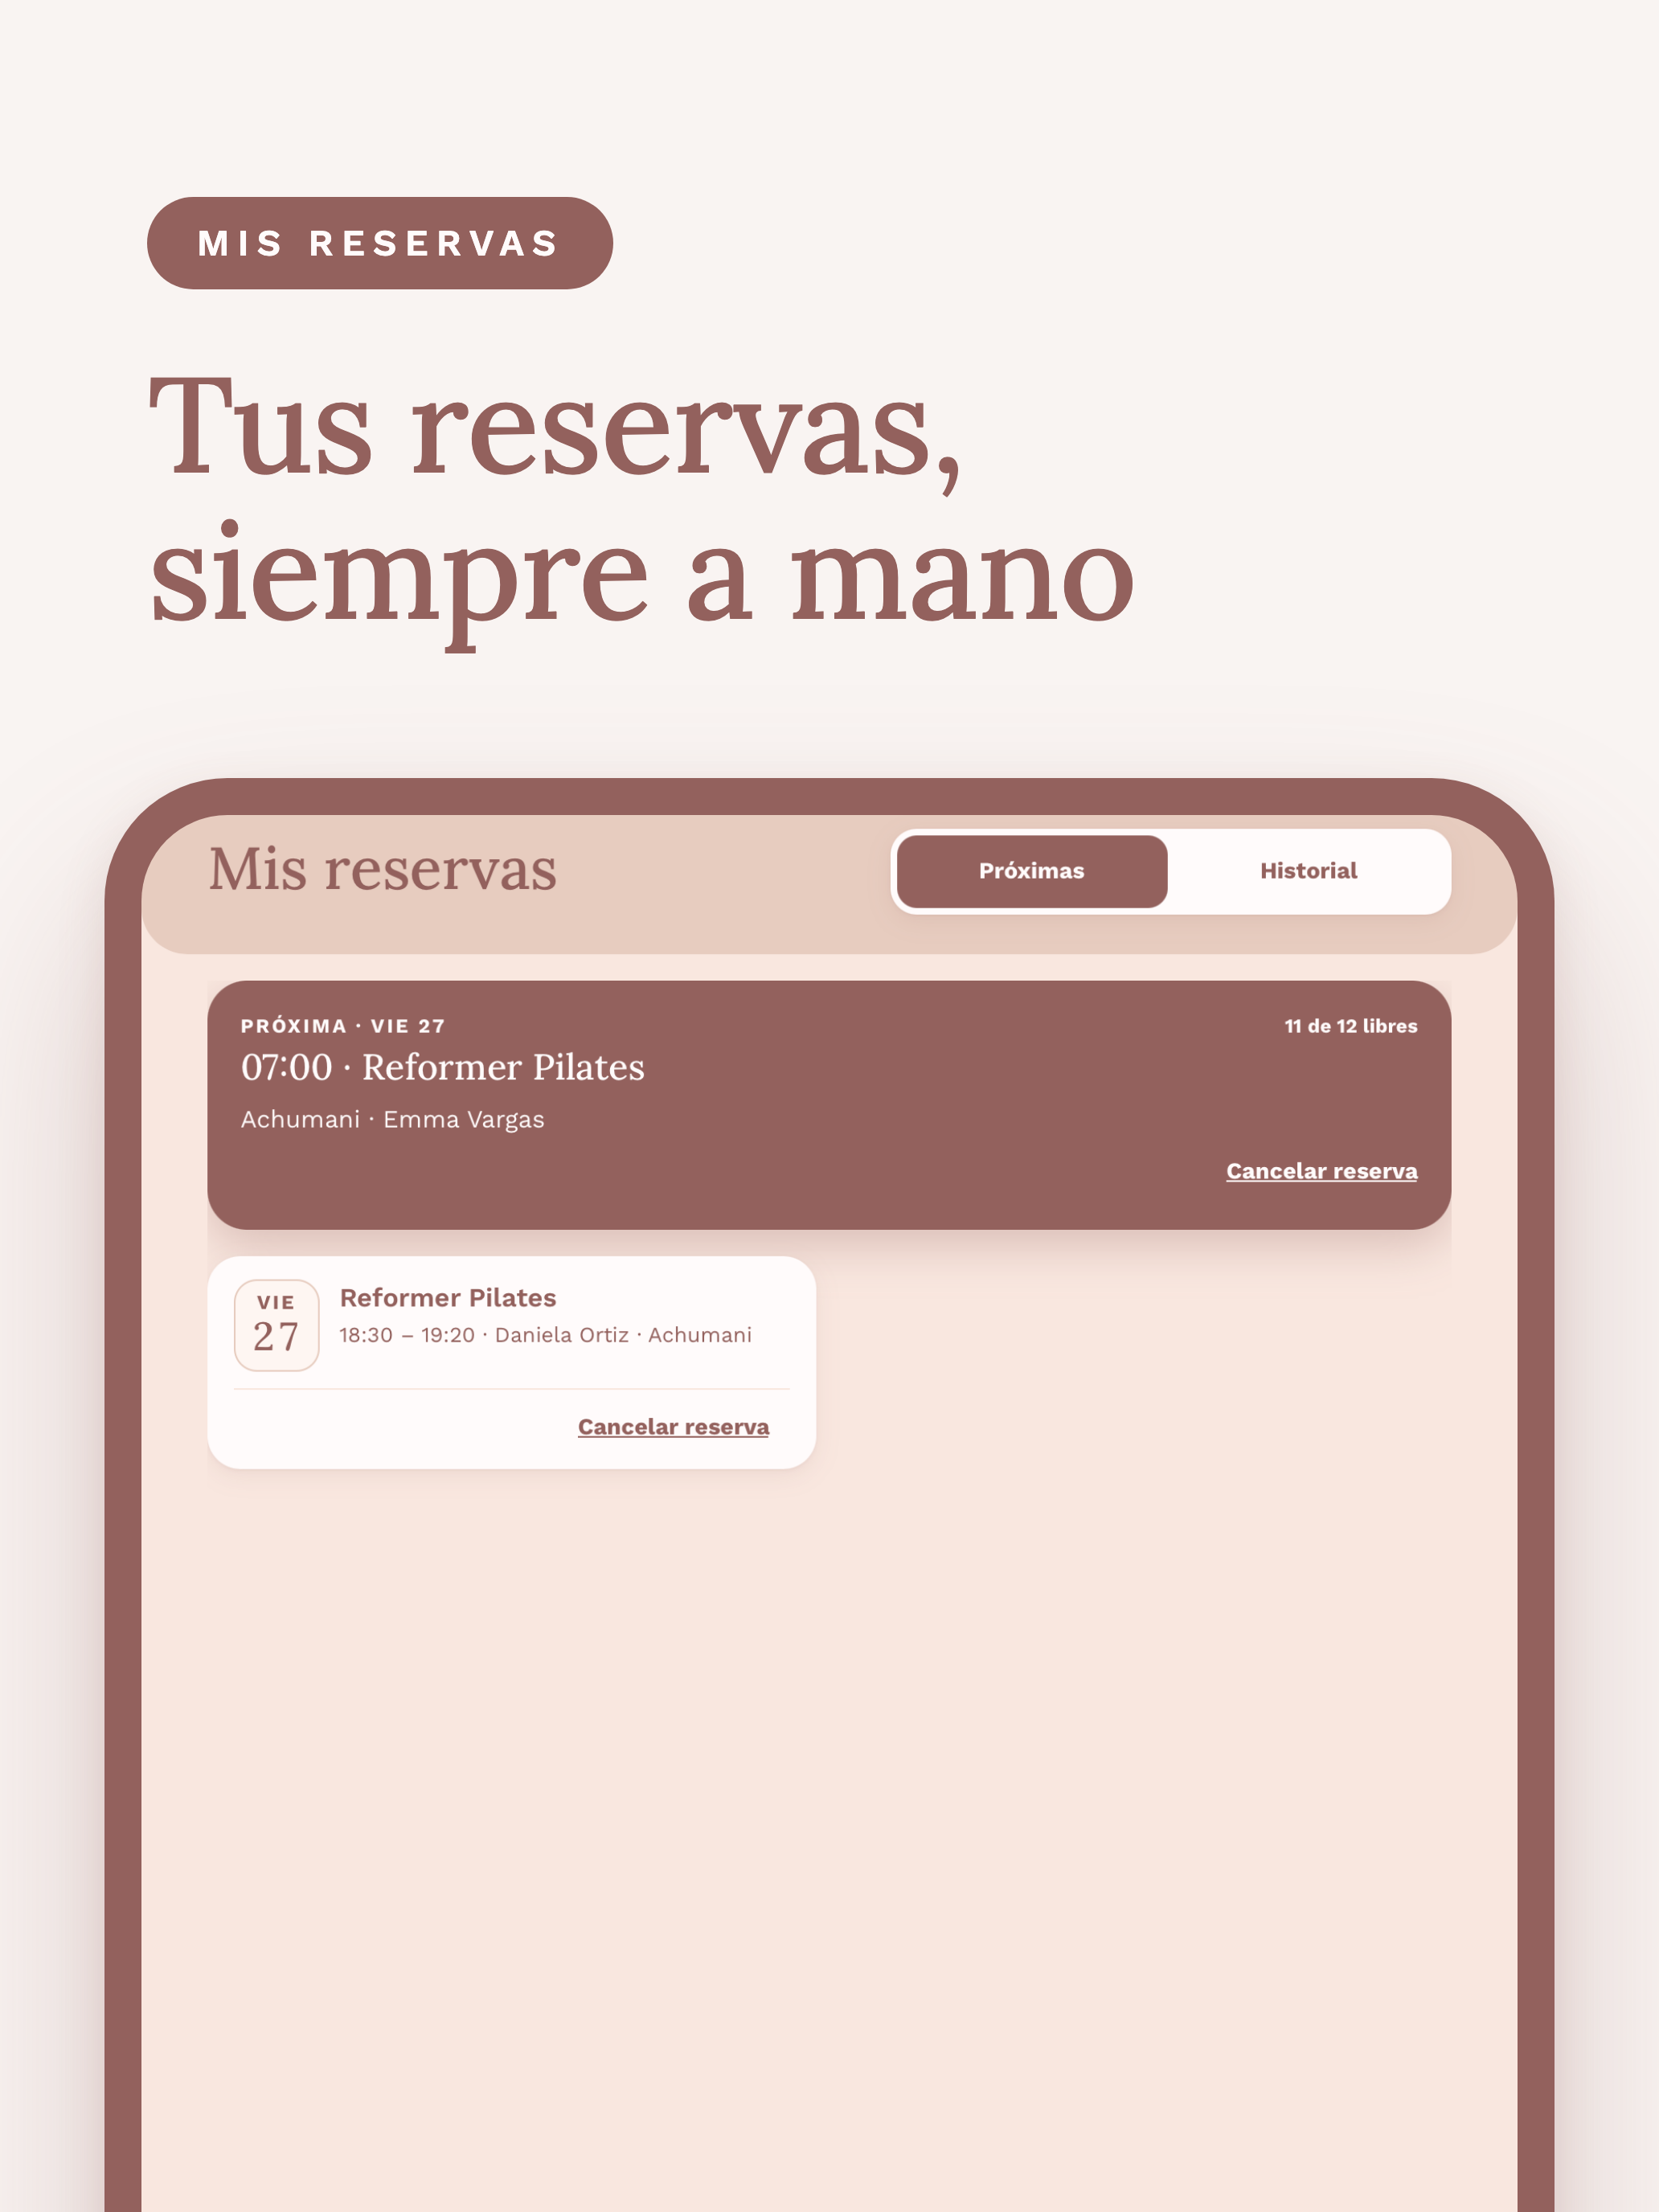 MIS RESERVAS
Tus reservas,
siempre a mano
Mis reservas
Próximas
Historial
PRÓXIMA · VIE 27
11 de 12 libres
07:00 · Reformer Pilates
Achumani · Emma Vargas
Cancelar reserva
VIE
27
Reformer Pilates
18:30 – 19:20 · Daniela Ortiz · Achumani
Cancelar reserva